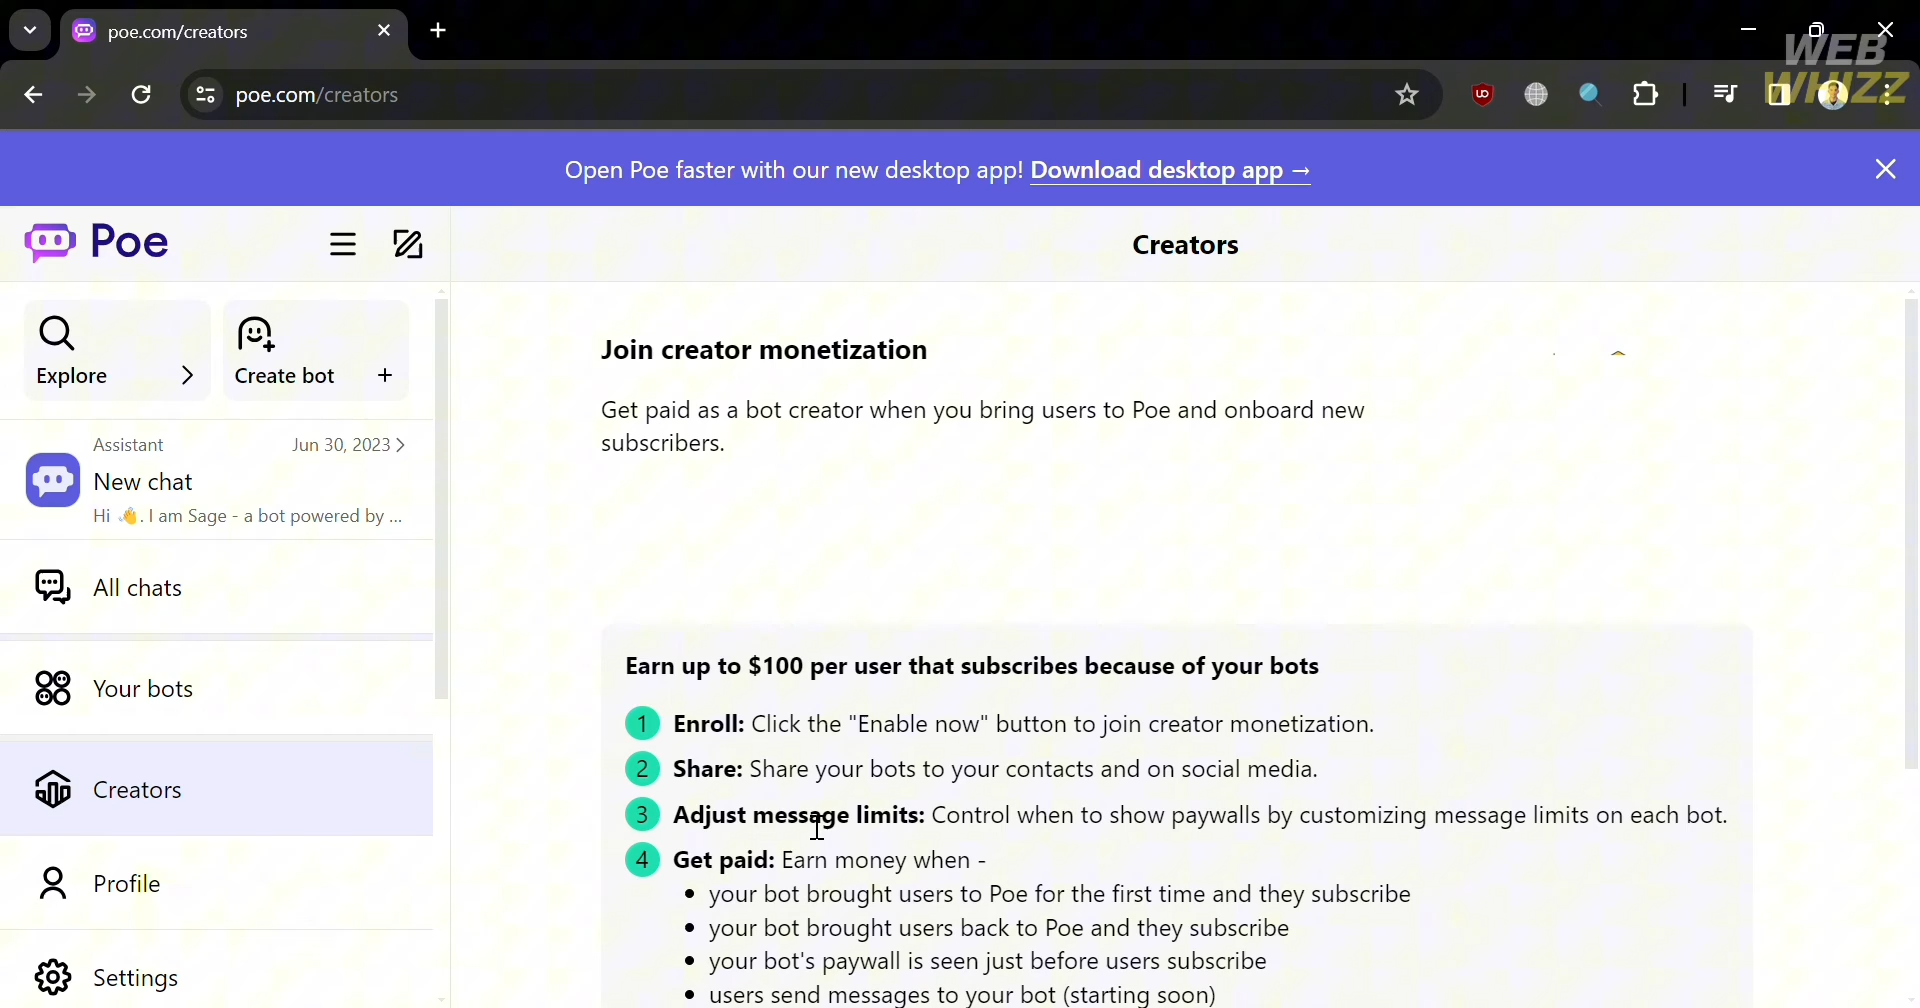 poe.com/creators
WEB
WHIZZ
poe.com/creators
Open Poe faster with our new desktop app! Download desktop app →
Poe
Creators
Explore
Create bot +
Assistant Jun 30, 2023
New chat
Hi 👋. I am Sage - a bot powered by ...
All chats
Your bots
Creators
Profile
Settings
Join creator monetization
Get paid as a bot creator when you bring users to Poe and onboard new
subscribers.
Earn up to $100 per user that subscribes because of your bots
1 Enroll: Click the "Enable now" button to join creator monetization.
2 Share: Share your bots to your contacts and on social media.
3 Adjust message limits: Control when to show paywalls by customizing message limits on each bot.
4 Get paid: Earn money when -
• your bot brought users to Poe for the first time and they subscribe
• your bot brought users back to Poe and they subscribe
• your bot's paywall is seen just before users subscribe
• users send messages to your bot (starting soon)